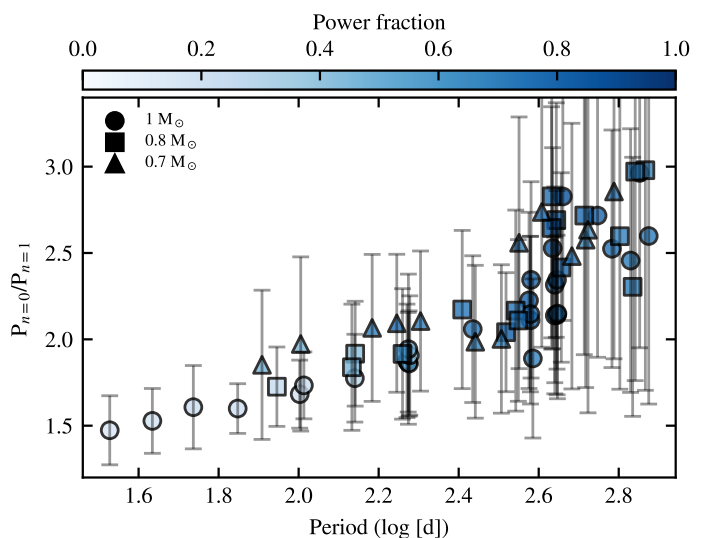 Power fraction
0.0 0.2 0.4 0.6 0.8 1.0
1 M⊙
0.8 M⊙
0.7 M⊙
3.0
2.5
2.0
1.5
Pn=0/Pn=1
1.6 1.8 2.0 2.2 2.4 2.6 2.8
Period (log [d])